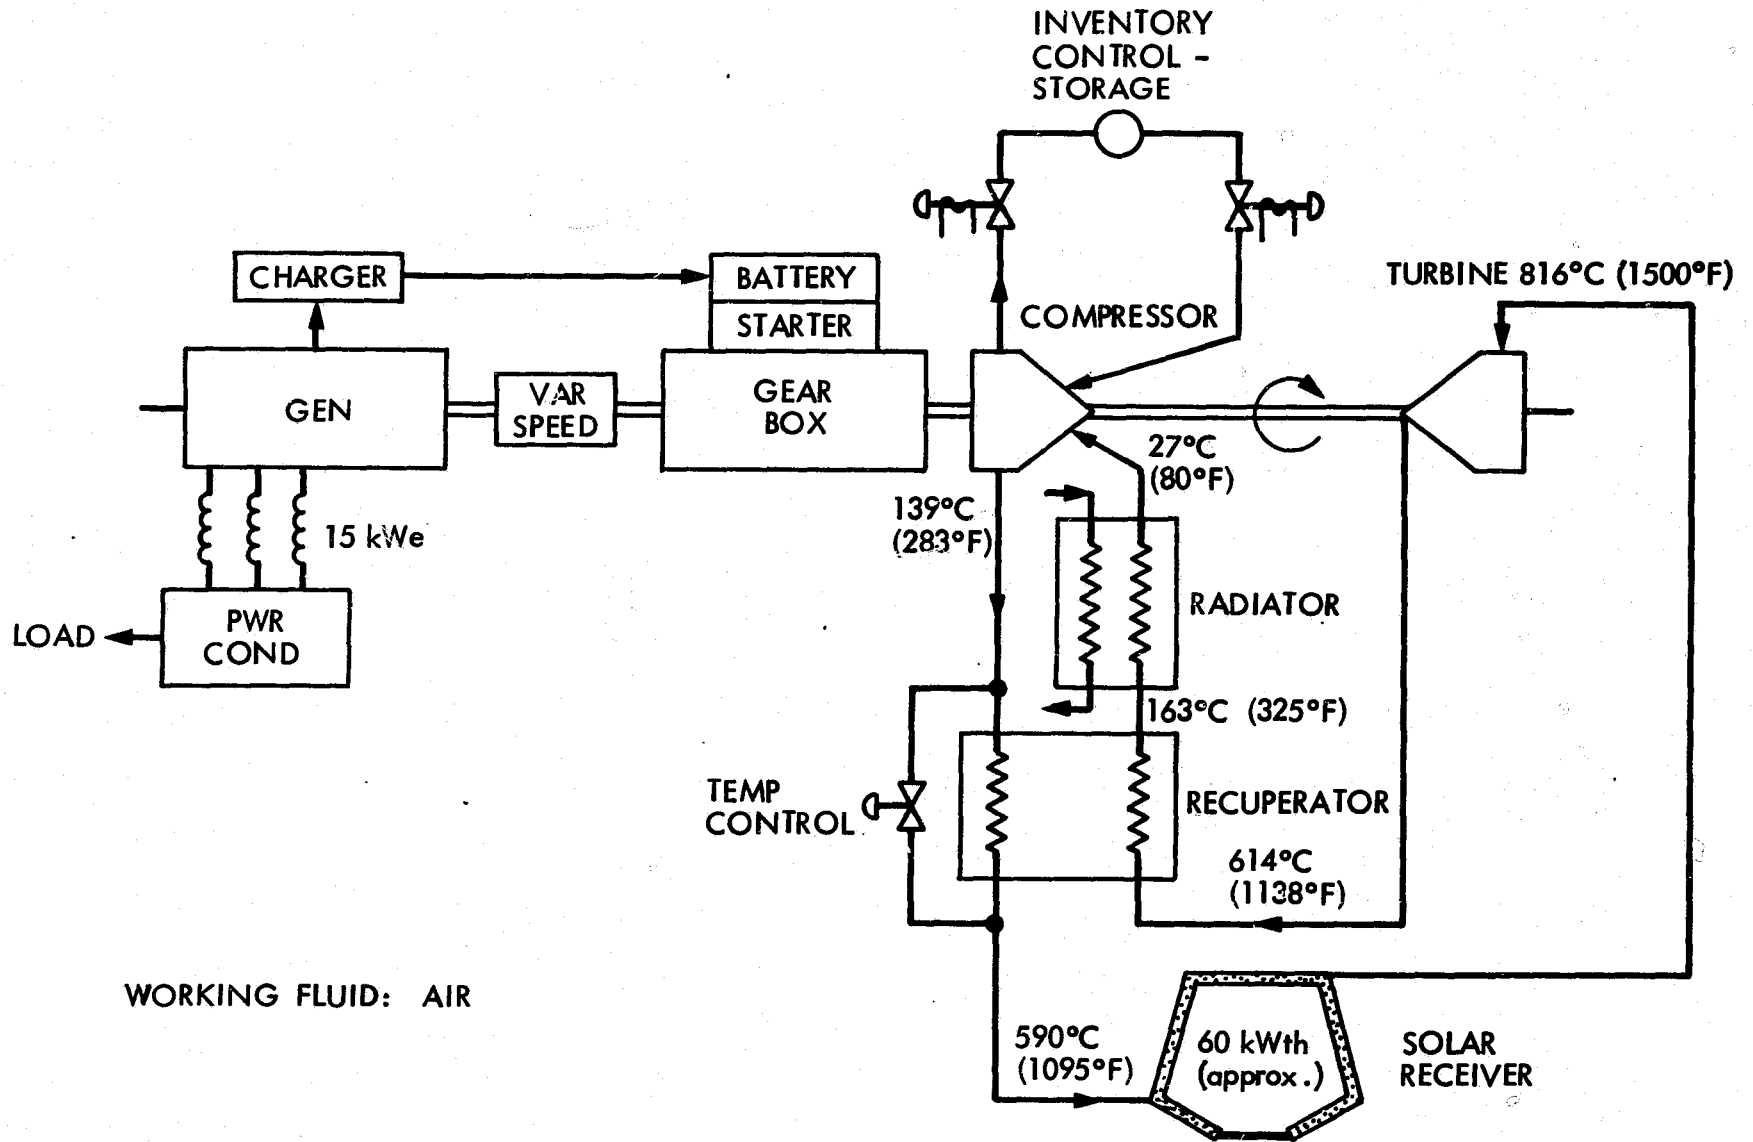 INVENTORY
CONTROL -
STORAGE
CHARGER
BATTERY
STARTER
COMPRESSOR
TURBINE 816°C (1500°F)
GEN
VAR
SPEED
GEAR
BOX
27°C
(80°F)
139°C
(283°F)
15 kWe
RADIATOR
LOAD
PWR
COND
163°C (325°F)
TEMP
CONTROL
RECUPERATOR
614°C
(1138°F)
WORKING FLUID: AIR
590°C
(1095°F)
60 kWth
(approx.)
SOLAR
RECEIVER